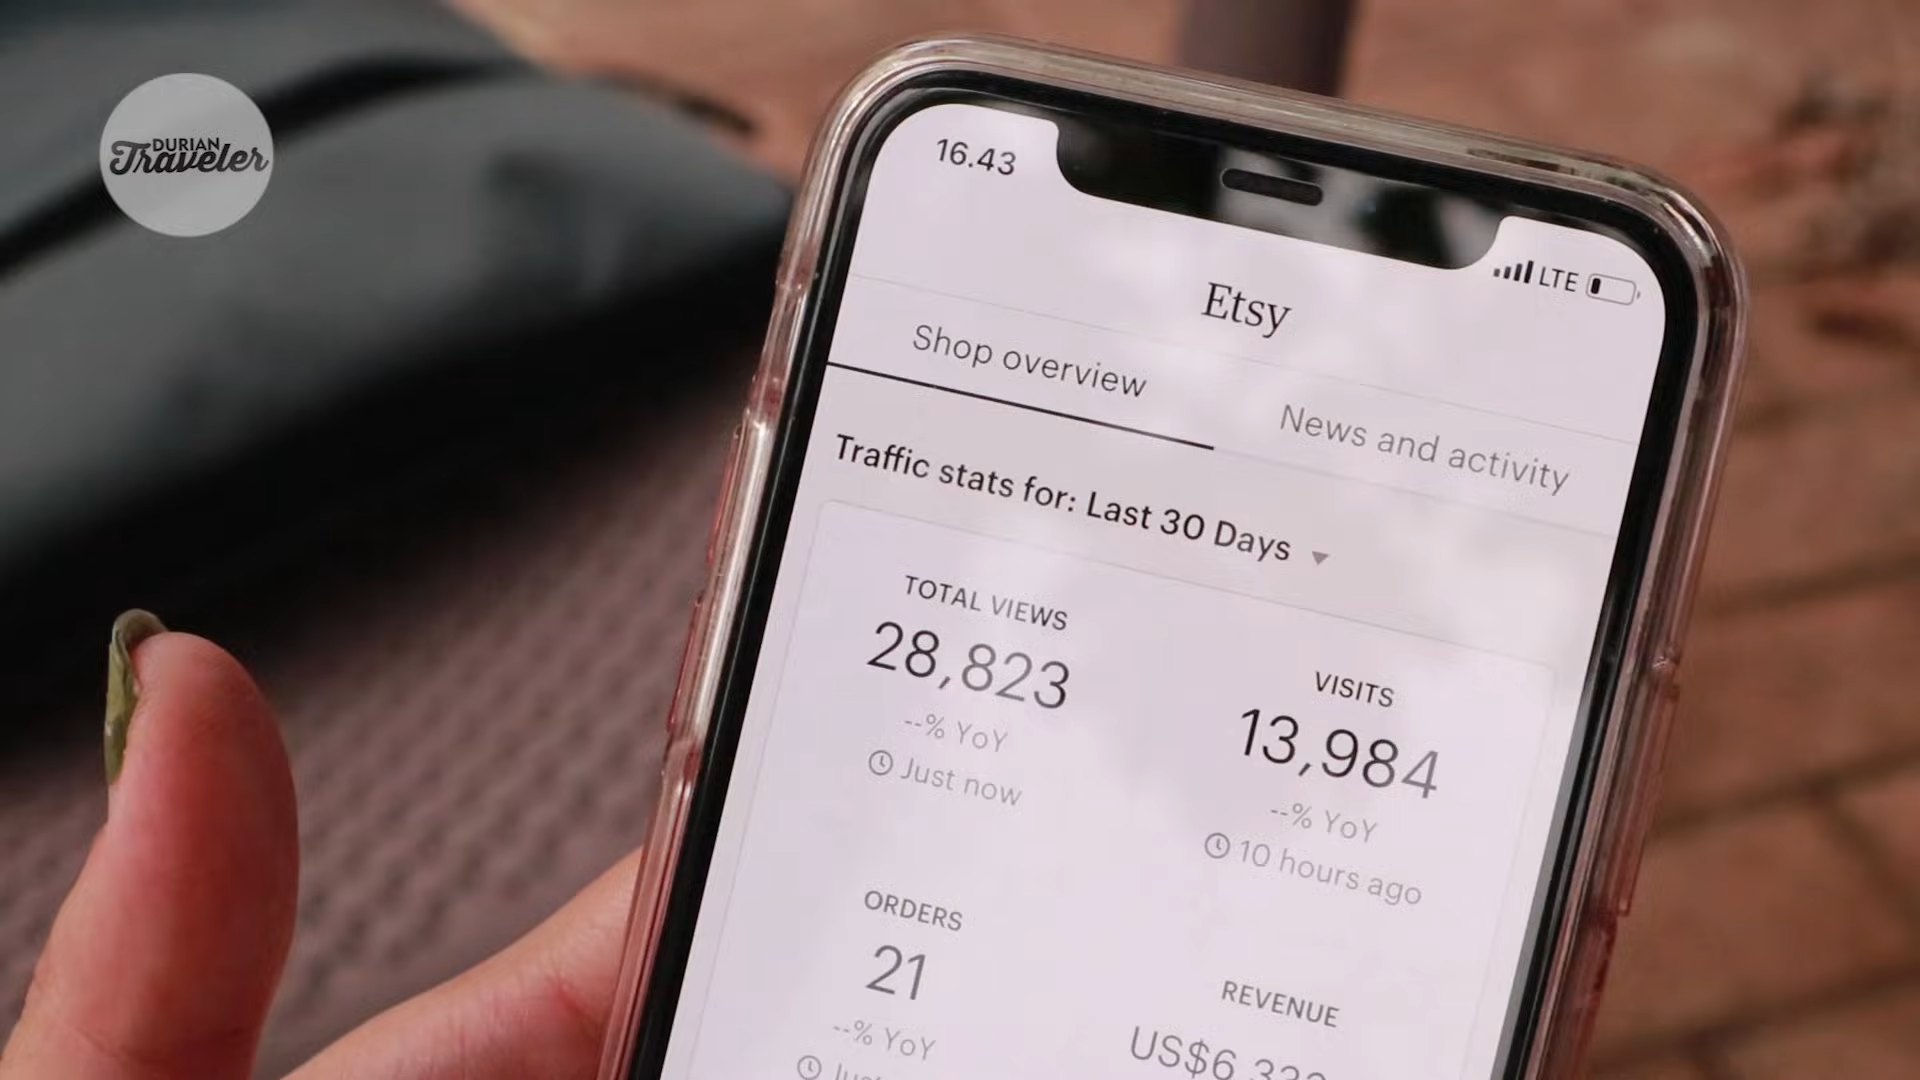 DURIAN
Traveler
16.43
LTE
Etsy
Shop overview
News and activity
Traffic stats for: Last 30 Days
TOTAL VIEWS
28,823
--% YoY
Just now
VISITS
13,984
--% YoY
10 hours ago
ORDERS
21
--% YoY
REVENUE